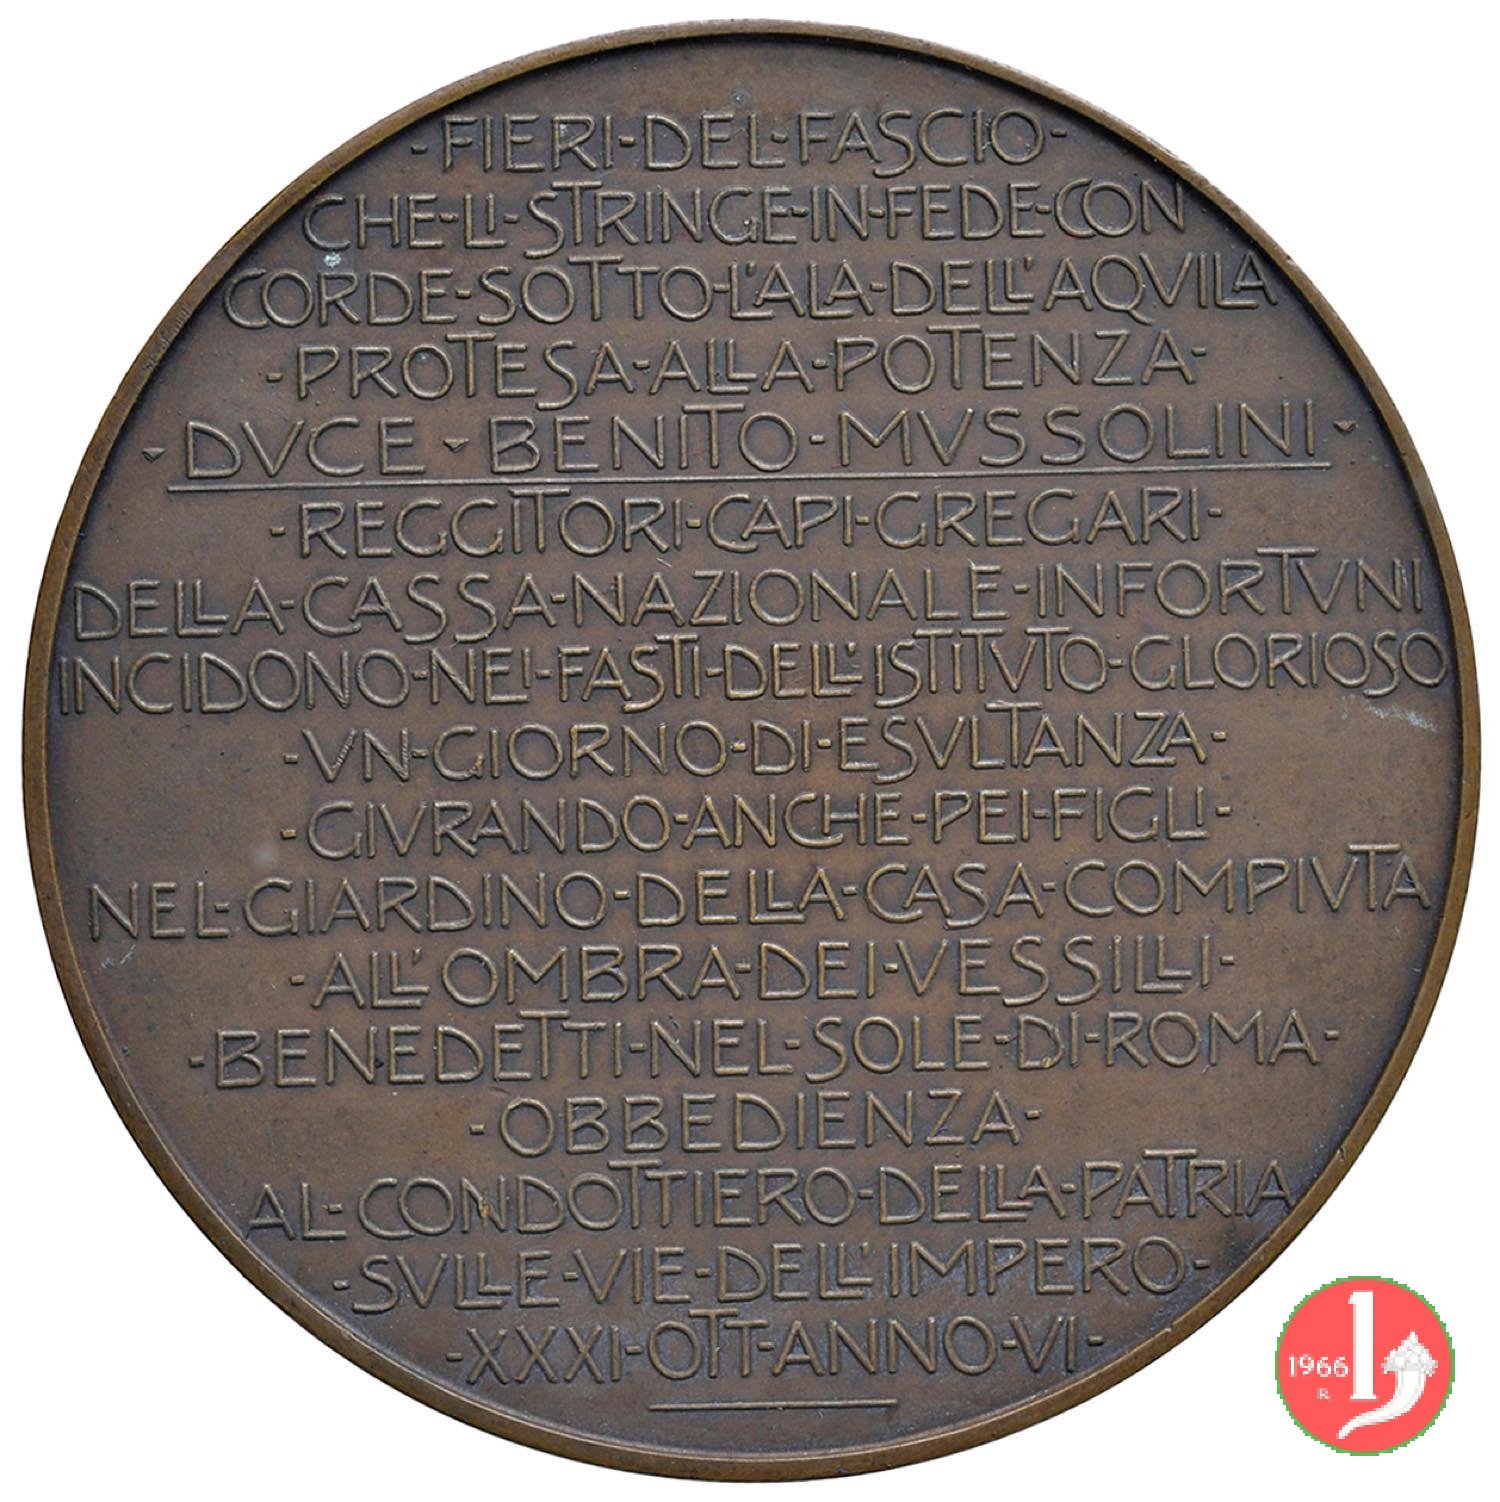 ·FIERI·DEL·FASCIO·
CHE·LI·STRINGE·IN·FEDE·CON
CORDE·SOTTO·L'ALA·DELL'AQVILA
·PROTESA·ALLA·POTENZA·
·DVCE·BENITO·MVSSOLINI·
·REGGITORI·CAPI·GREGARI·
DELLA·CASSA·NAZIONALE·INFORTVNI
INCIDONO·NEI·FASTI·DELL'ISTITVTO·GLORIOSO
·VN·GIORNO·DI·ESVLTANZA·
·GIVRANDO·ANCHE·PEI·FIGLI·
NEL·GIARDINO·DELLA·CASA·COMPIVTA
·ALL'OMBRA·DEI·VESSILLI·
·BENEDETTI·NEL·SOLE·DI·ROMA·
·OBBEDIENZA·
AL·CONDOTTIERO·DELLA·PATRIA
·SVLLE·VIE·DELL'IMPERO·
·XXXI·OTT·ANNO·VI·
1966
R.